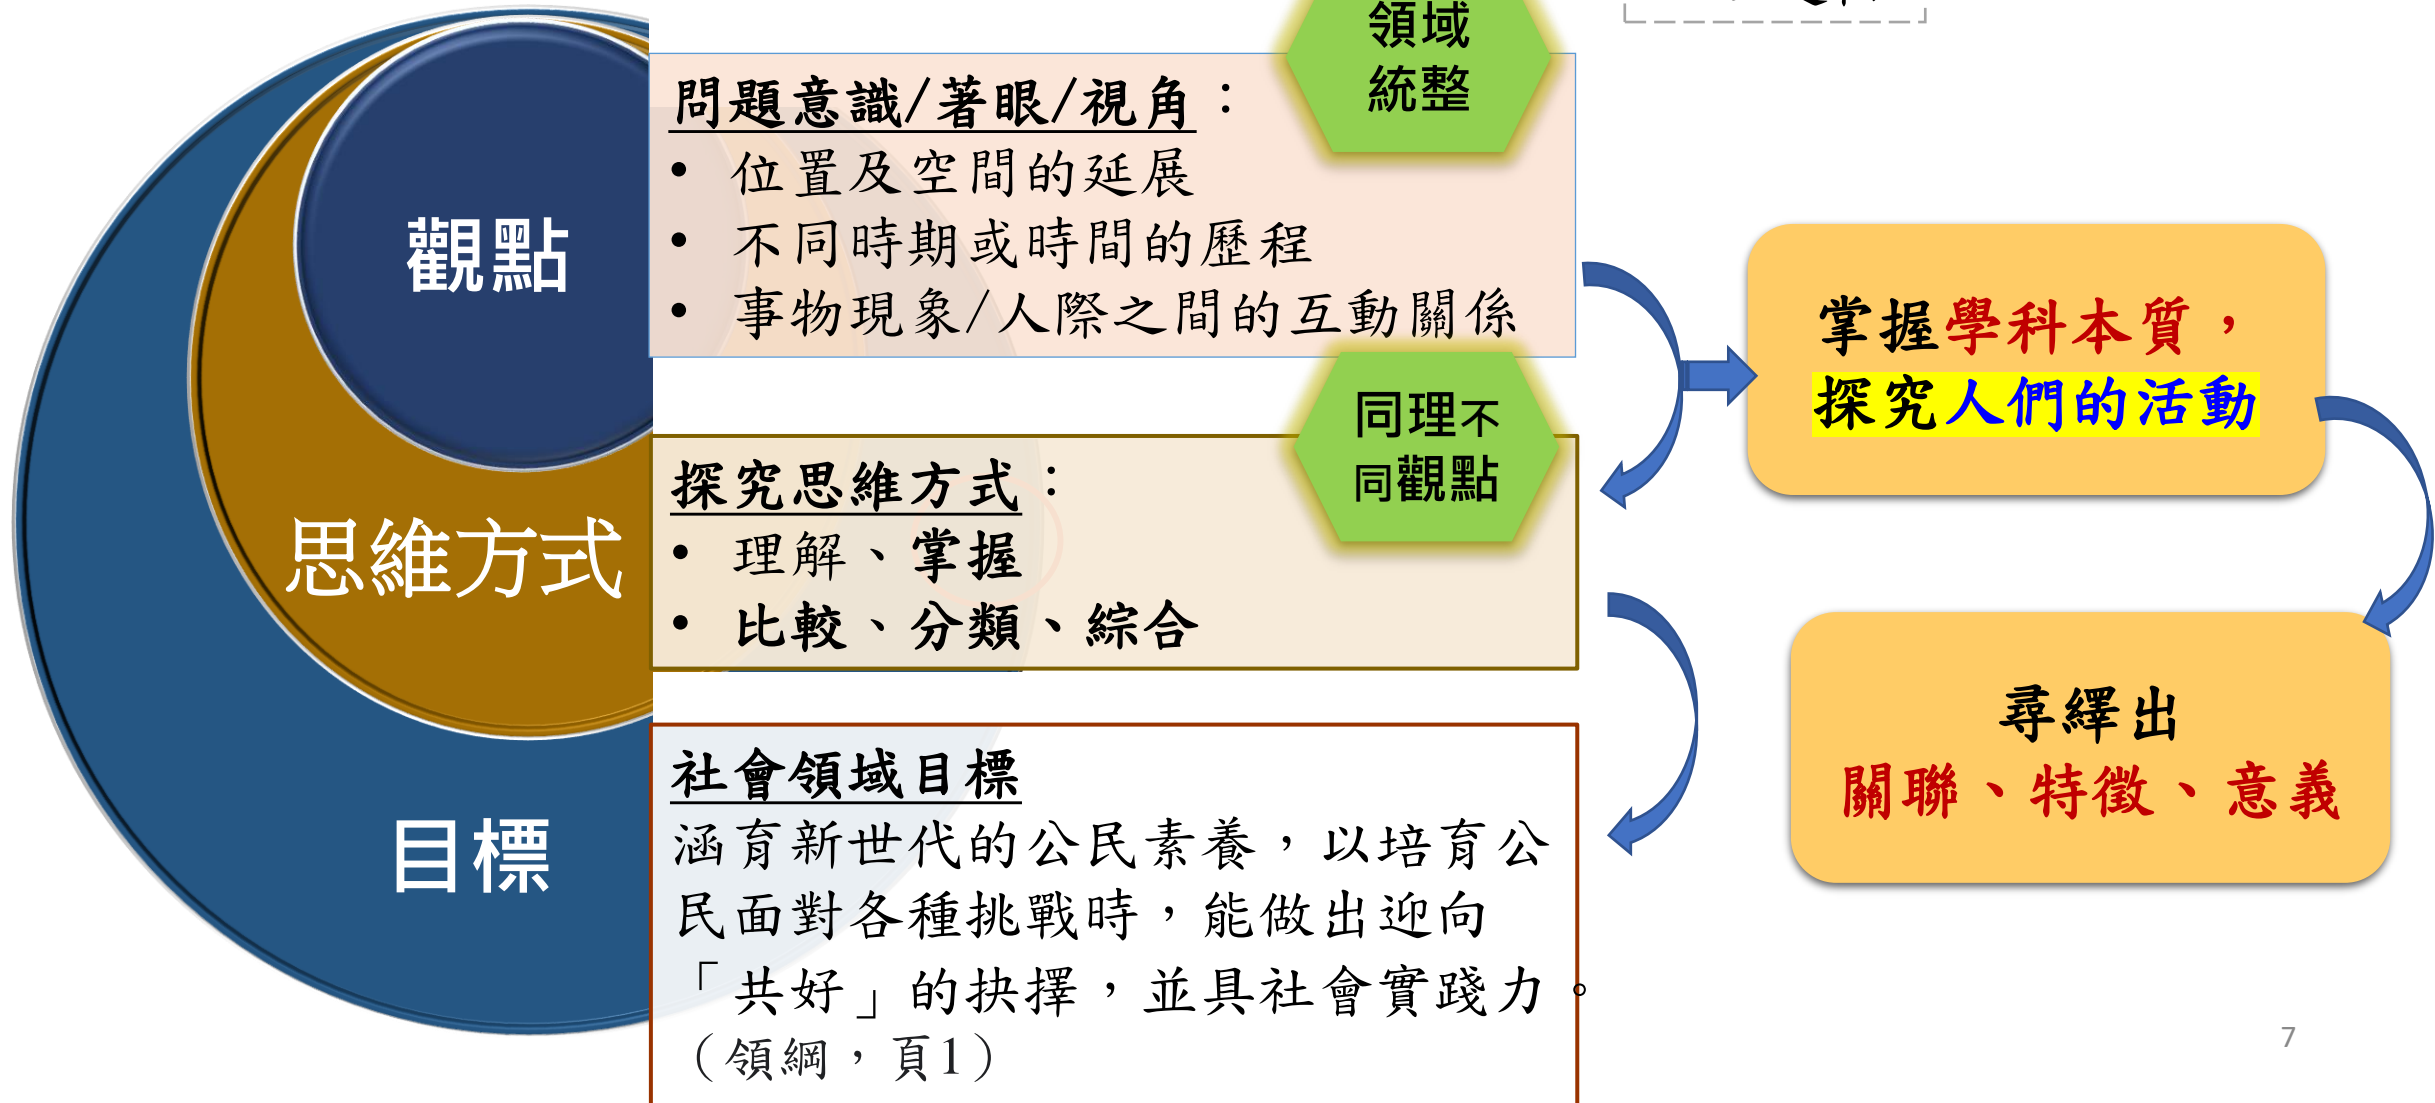 領域
統整
觀點
問題意識/著眼/視角：
• 位置及空間的延展
• 不同時期或時間的歷程
• 事物現象/人際之間的互動關係
掌握學科本質，
探究人們的活動
同理不
同觀點
思維方式
探究思維方式：
• 理解、掌握
• 比較、分類、綜合
尋繹出
關聯、特徵、意義
目標
社會領域目標
涵育新世代的公民素養，以培育公
民面對各種挑戰時，能做出迎向
「共好」的抉擇，並具社會實踐力。
（領綱，頁1）
7